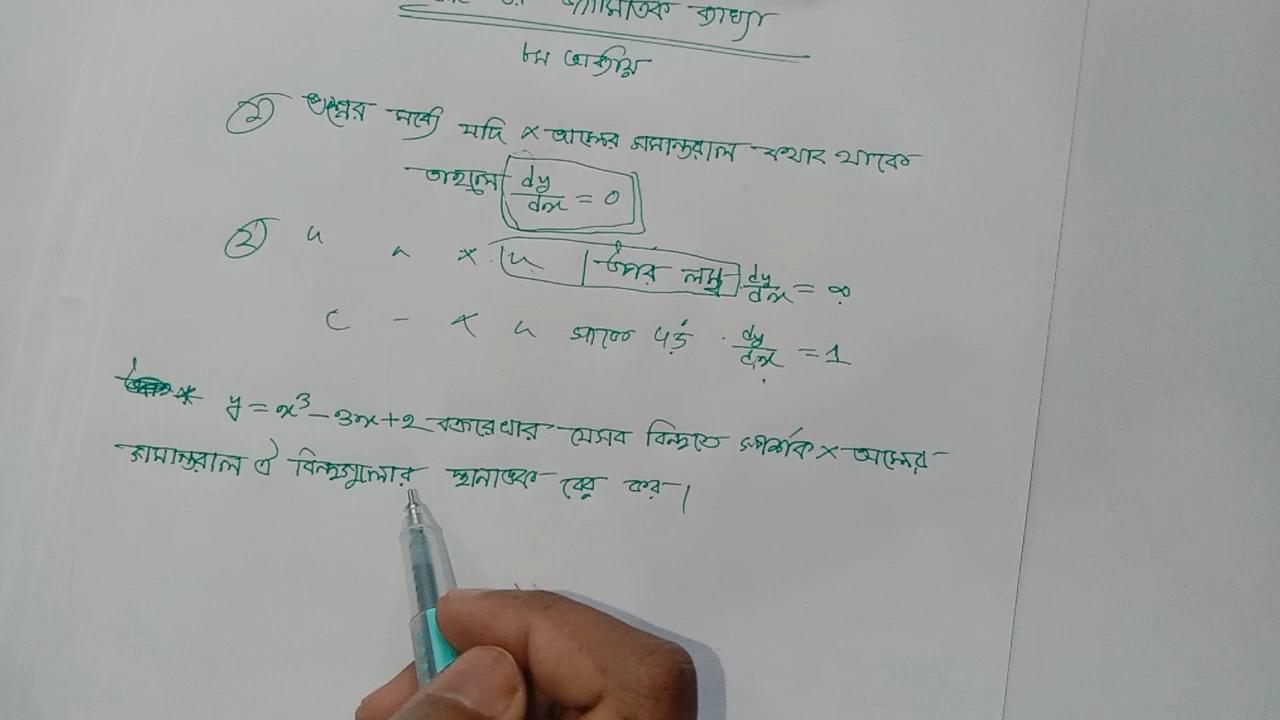 জ্যামিতিক ব্যাখ্যা
১ম জাতীয়
① প্রশ্নের মধ্যে যদি x অক্ষের সমান্তরাল কথাটি থাকে
তাহলে dy/dx = 0
② " " x " উপর লম্ব dy/dx = ∞
" - x " সাথে 45° dy/dx = 1
* y = x³ - 3x + 2 বক্ররেখার যেসব বিন্দুতে স্পর্শক x অক্ষের
সমান্তরাল ঐ বিন্দুগুলোর স্থানাঙ্ক বের কর।